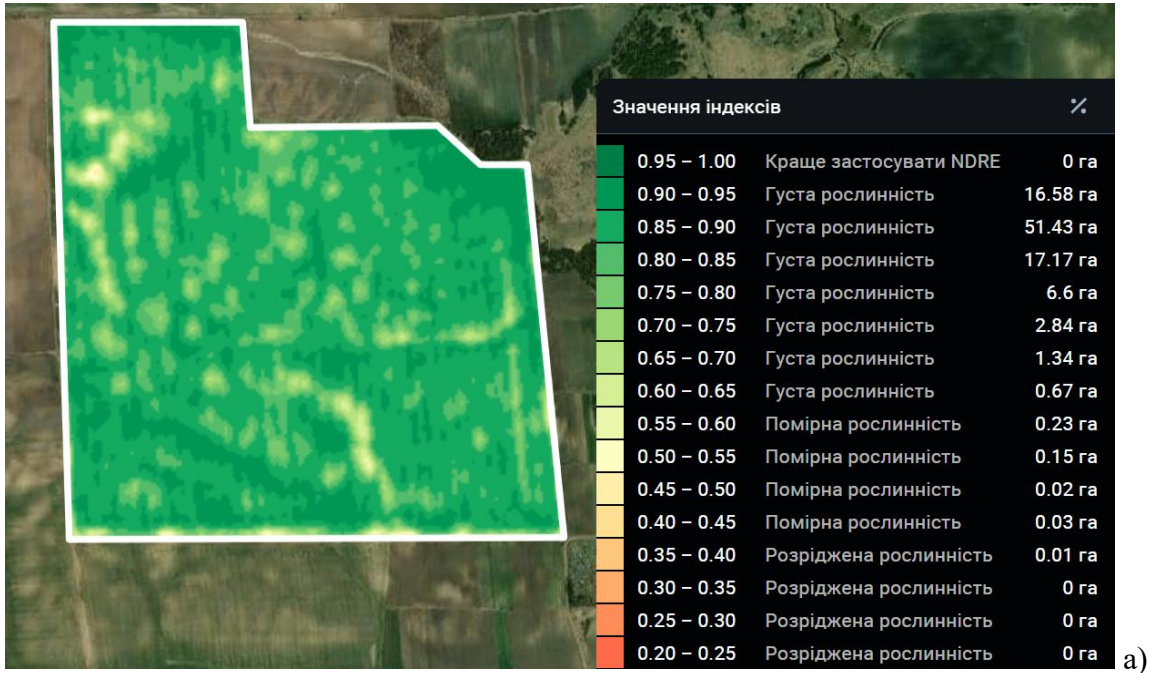 Значення індексів
0.95 – 1.00 Краще застосувати NDRE 0 га
0.90 – 0.95 Густа рослинність 16.58 га
0.85 – 0.90 Густа рослинність 51.43 га
0.80 – 0.85 Густа рослинність 17.17 га
0.75 – 0.80 Густа рослинність 6.6 га
0.70 – 0.75 Густа рослинність 2.84 га
0.65 – 0.70 Густа рослинність 1.34 га
0.60 – 0.65 Густа рослинність 0.67 га
0.55 – 0.60 Помірна рослинність 0.23 га
0.50 – 0.55 Помірна рослинність 0.15 га
0.45 – 0.50 Помірна рослинність 0.02 га
0.40 – 0.45 Помірна рослинність 0.03 га
0.35 – 0.40 Розріджена рослинність 0.01 га
0.30 – 0.35 Розріджена рослинність 0 га
0.25 – 0.30 Розріджена рослинність 0 га
0.20 – 0.25 Розріджена рослинність 0 га
а)